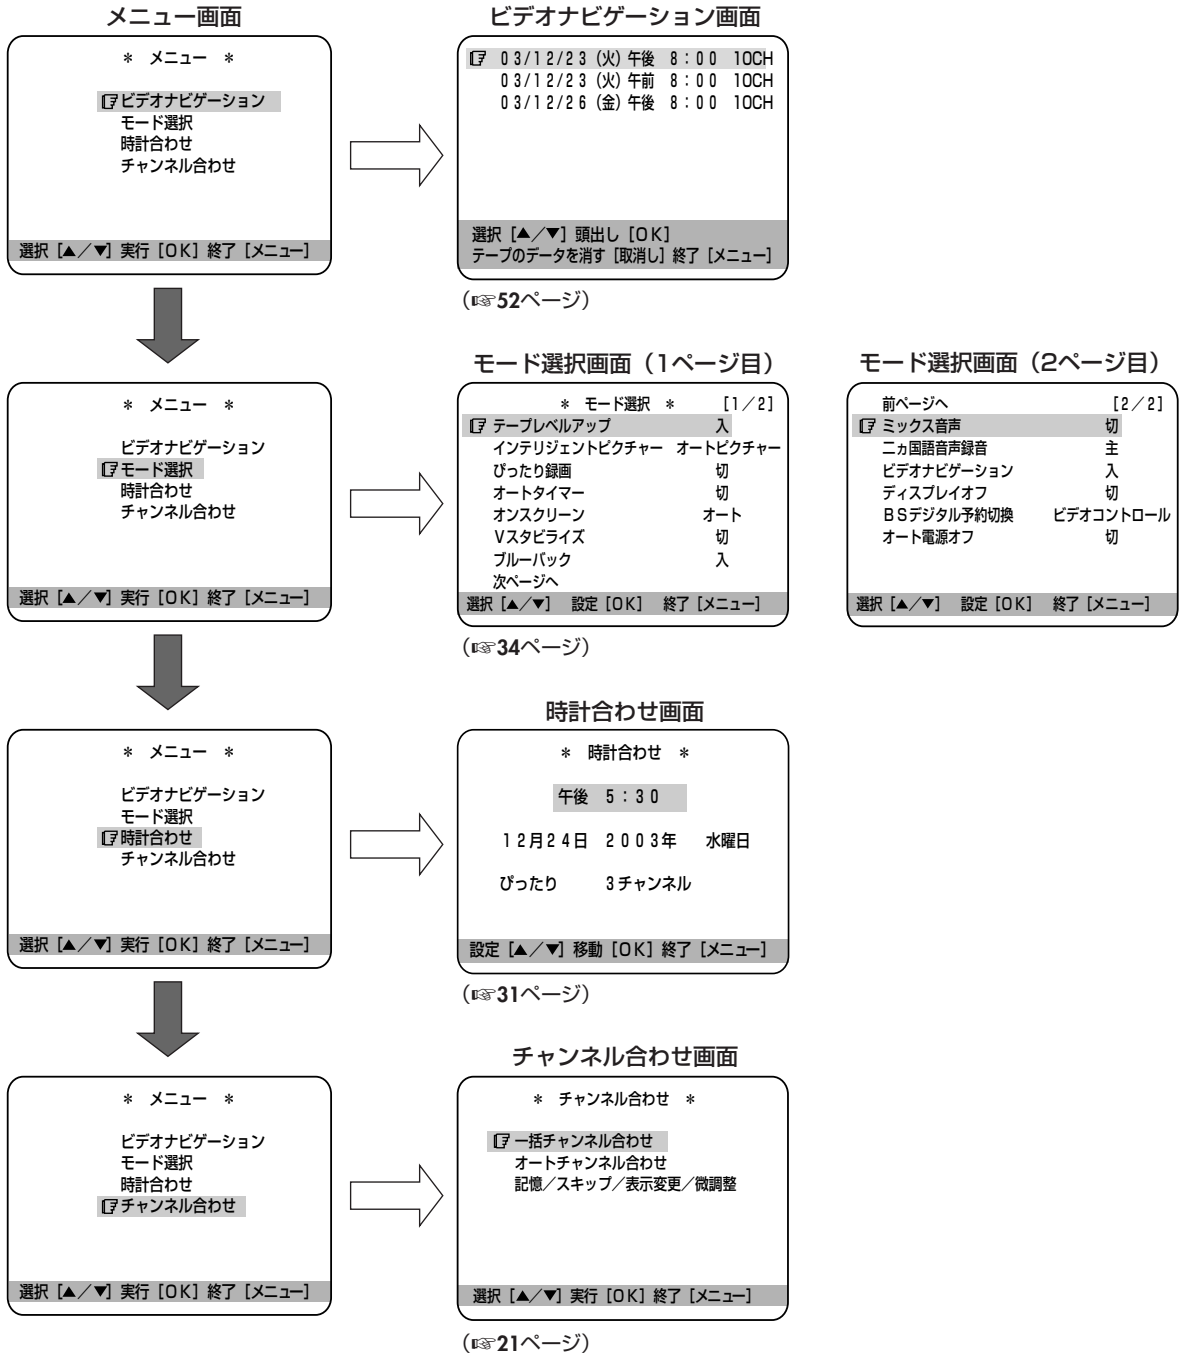 メニュー画面
＊　メニュー　＊
ビデオナビゲーション
モード選択
時計合わせ
チャンネル合わせ
選択［▲／▼］実行［ＯＫ］終了［メニュー］
ビデオナビゲーション画面
０３/１２/２３（火）午後　８：００　１０CH
０３/１２/２３（火）午前　８：００　１０CH
０３/１２/２６（金）午後　８：００　１０CH
選択［▲／▼］頭出し［ＯＫ］
テープのデータを消す［取消し］終了［メニュー］
（☞52ページ）
＊　メニュー　＊
ビデオナビゲーション
モード選択
時計合わせ
チャンネル合わせ
選択［▲／▼］実行［ＯＫ］終了［メニュー］
モード選択画面（1ページ目）
＊　モード選択　＊　［１／２］
テープレベルアップ　入
インテリジェントピクチャー　オートピクチャー
ぴったり録画　切
オートタイマー　切
オンスクリーン　オート
Ｖスタビライズ　切
ブルーバック　入
次ページへ
選択［▲／▼］　設定［ＯＫ］　終了［メニュー］
（☞34ページ）
モード選択画面（2ページ目）
前ページへ　［２／２］
ミックス音声　切
二ヵ国語音声録音　主
ビデオナビゲーション　入
ディスプレイオフ　切
ＢＳデジタル予約切換　ビデオコントロール
オート電源オフ　切
選択［▲／▼］　設定［ＯＫ］　終了［メニュー］
＊　メニュー　＊
ビデオナビゲーション
モード選択
時計合わせ
チャンネル合わせ
選択［▲／▼］実行［ＯＫ］終了［メニュー］
時計合わせ画面
＊　時計合わせ　＊
午後　５：３０
１２月２４日　２００３年　水曜日
ぴったり　３チャンネル
設定［▲／▼］移動［ＯＫ］終了［メニュー］
（☞31ページ）
＊　メニュー　＊
ビデオナビゲーション
モード選択
時計合わせ
チャンネル合わせ
選択［▲／▼］実行［ＯＫ］終了［メニュー］
チャンネル合わせ画面
＊　チャンネル合わせ　＊
一括チャンネル合わせ
オートチャンネル合わせ
記憶／スキップ／表示変更／微調整
選択［▲／▼］実行［ＯＫ］終了［メニュー］
（☞21ページ）